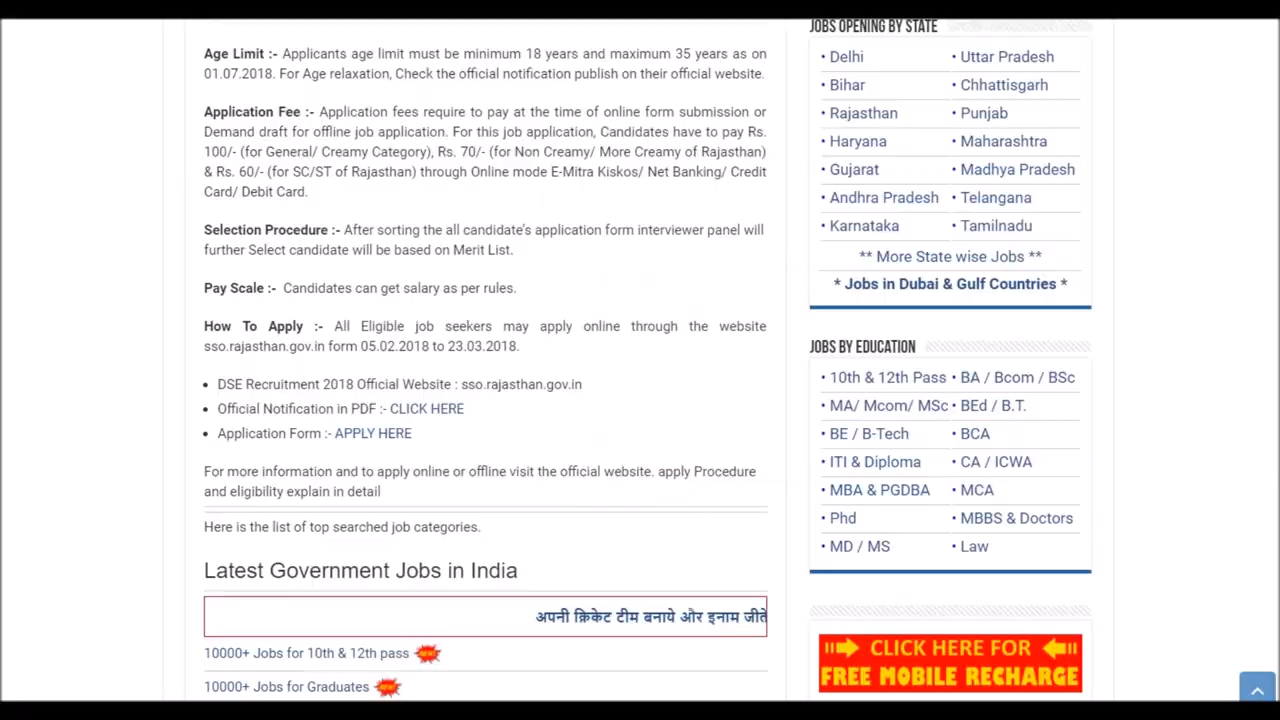 Age Limit :- Applicants age limit must be minimum 18 years and maximum 35 years as on
01.07.2018. For Age relaxation, Check the official notification publish on their official website.
Application Fee :- Application fees require to pay at the time of online form submission or
Demand draft for offline job application. For this job application, Candidates have to pay Rs.
100/- (for General/ Creamy Category), Rs. 70/- (for Non Creamy/ More Creamy of Rajasthan)
& Rs. 60/- (for SC/ST of Rajasthan) through Online mode E-Mitra Kiskos/ Net Banking/ Credit
Card/ Debit Card.
Selection Procedure :- After sorting the all candidate's application form interviewer panel will
further Select candidate will be based on Merit List.
Pay Scale :- Candidates can get salary as per rules.
How To Apply :- All Eligible job seekers may apply online through the website
sso.rajasthan.gov.in form 05.02.2018 to 23.03.2018.
• DSE Recruitment 2018 Official Website : sso.rajasthan.gov.in
• Official Notification in PDF :- CLICK HERE
• Application Form :- APPLY HERE
For more information and to apply online or offline visit the official website. apply Procedure
and eligibility explain in detail
Here is the list of top searched job categories.
Latest Government Jobs in India
अपनी क्रिकेट टीम बनाये और इनाम जीते
10000+ Jobs for 10th & 12th pass NEW
10000+ Jobs for Graduates NEW
JOBS OPENING BY STATE
• Delhi • Uttar Pradesh
• Bihar • Chhattisgarh
• Rajasthan • Punjab
• Haryana • Maharashtra
• Gujarat • Madhya Pradesh
• Andhra Pradesh • Telangana
• Karnataka • Tamilnadu
** More State wise Jobs **
* Jobs in Dubai & Gulf Countries *
JOBS BY EDUCATION
• 10th & 12th Pass • BA / Bcom / BSc
• MA/ Mcom/ MSc • BEd / B.T.
• BE / B-Tech • BCA
• ITI & Diploma • CA / ICWA
• MBA & PGDBA • MCA
• Phd • MBBS & Doctors
• MD / MS • Law
CLICK HERE FOR
FREE MOBILE RECHARGE